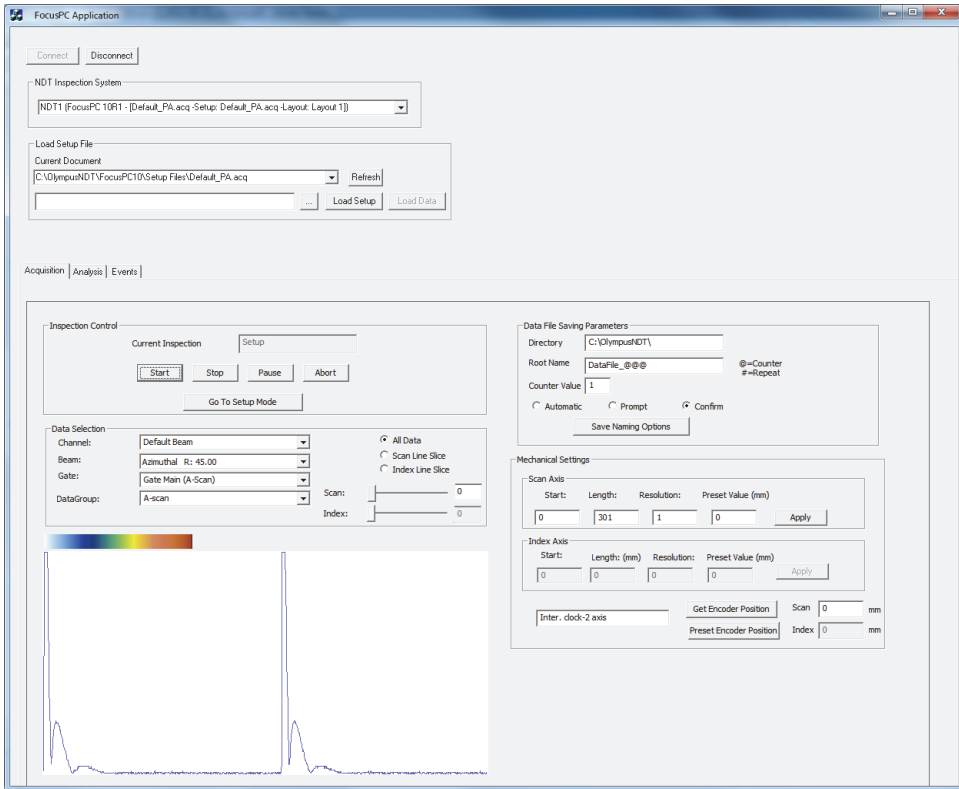 FocusPC Application
Connect Disconnect
NDT Inspection System
NDT1 (FocusPC 10R1 - [Default_PA.acq -Setup: Default_PA.acq -Layout: Layout 1])
Load Setup File
Current Document
C:\OlympusNDT\FocusPC10\Setup Files\Default_PA.acq Refresh
... Load Setup Load Data
Acquisition Analysis Events
Inspection Control
Current Inspection Setup
Start Stop Pause Abort
Go To Setup Mode
Data File Saving Parameters
Directory C:\OlympusNDT\
Root Name DataFile_@@@ @=Counter
#=Repeat
Counter Value 1
Automatic Prompt Confirm
Save Naming Options
Data Selection
Channel: Default Beam
Beam: Azimuthal R: 45.00
Gate: Gate Main (A-Scan)
DataGroup: A-scan
All Data
Scan Line Slice
Index Line Slice
Scan: 0
Index: 0
Mechanical Settings
Scan Axis
Start: Length: Resolution: Preset Value (mm)
0 301 1 0 Apply
Index Axis
Start: Length: (mm) Resolution: Preset Value (mm)
0 0 0 0 Apply
Inter. clock-2 axis
Get Encoder Position Scan 0 mm
Preset Encoder Position Index 0 mm